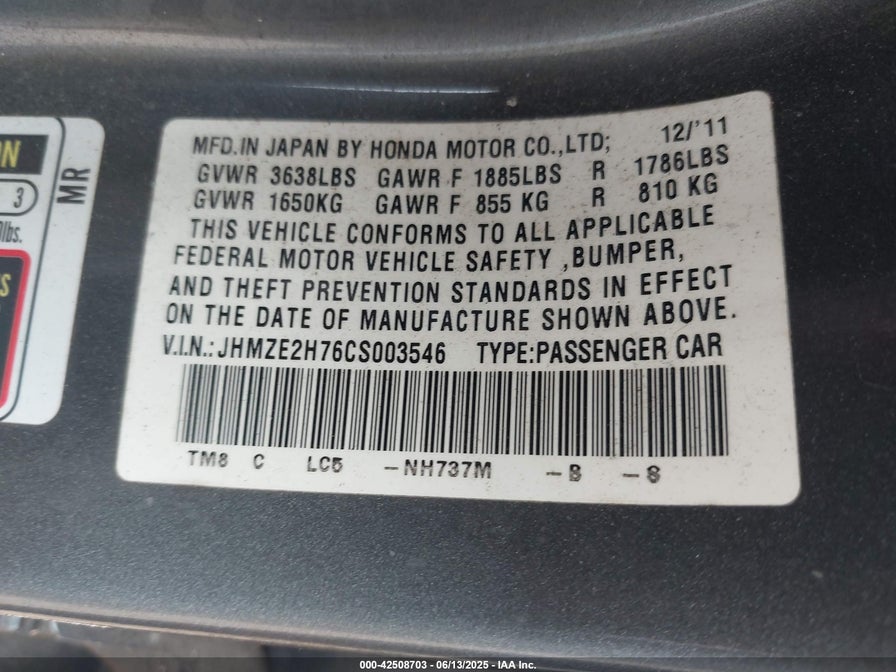 N
3
lbs.
S
MR
MFD.IN JAPAN BY HONDA MOTOR CO.,LTD; 12/'11
GVWR 3638LBS GAWR F 1885LBS R 1786LBS
GVWR 1650KG GAWR F 855 KG R 810 KG
THIS VEHICLE CONFORMS TO ALL APPLICABLE
FEDERAL MOTOR VEHICLE SAFETY ,BUMPER,
AND THEFT PREVENTION STANDARDS IN EFFECT
ON THE DATE OF MANUFACTURE SHOWN ABOVE.
V.I.N.:JHMZE2H76CS003546 TYPE:PASSENGER CAR
TM8 C LC5 -NH737M -B -8
000-42508703 - 06/13/2025 - IAA Inc.